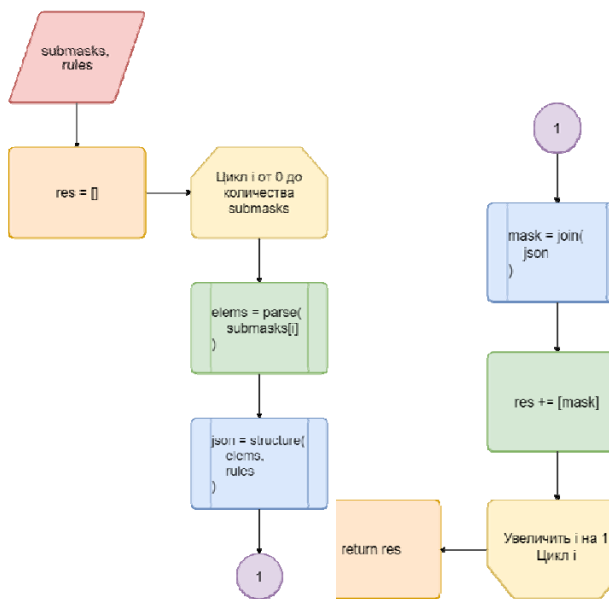 submasks,
rules
res = []
Цикл i от 0 до
количества
submasks
elems = parse(
submasks[i]
)
json = structure(
elems,
rules
)
1
1
mask = join(
json
)
res += [mask]
Увеличить i на 1
Цикл i
return res